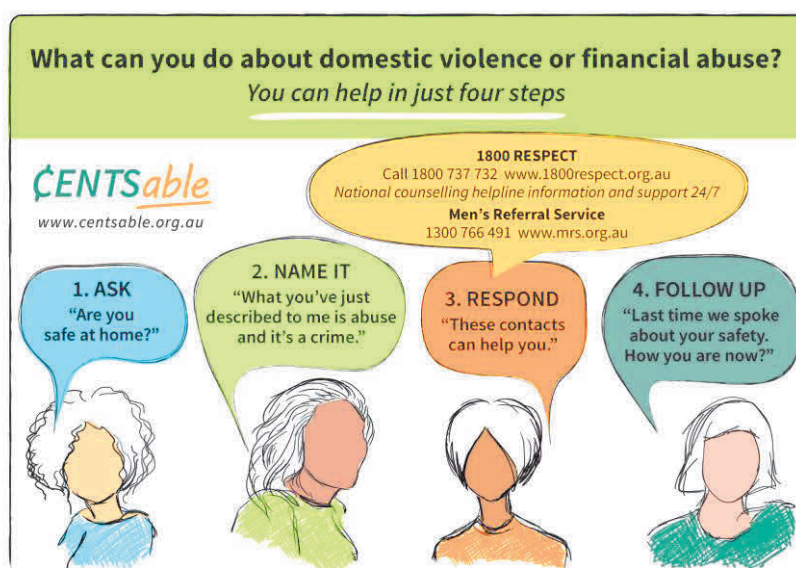 What can you do about domestic violence or financial abuse?
You can help in just four steps
¢ENTSable
www.centsable.org.au
1800 RESPECT
Call 1800 737 732 www.1800respect.org.au
National counselling helpline information and support 24/7
Men's Referral Service
1300 766 491 www.mrs.org.au
1. ASK
"Are you
safe at home?"
2. NAME IT
"What you've just
described to me is abuse
and it's a crime."
3. RESPOND
"These contacts
can help you."
4. FOLLOW UP
"Last time we spoke
about your safety.
How you are now?"